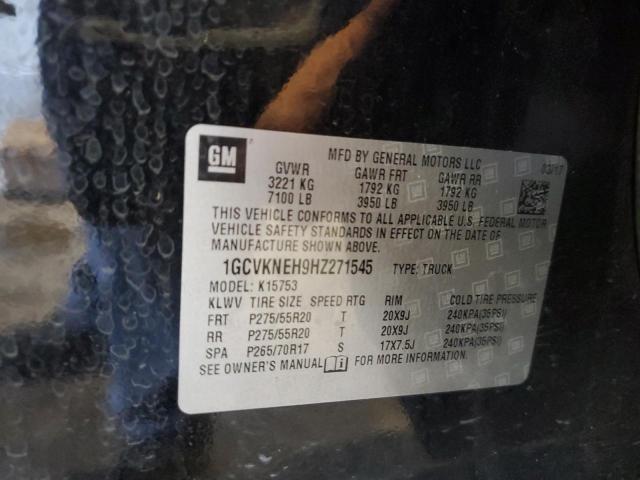 GM
MFD BY GENERAL MOTORS LLC
03/17
GVWR GAWR FRT GAWR RR
3221 KG 1792 KG 1792 KG
7100 LB 3950 LB 3950 LB
THIS VEHICLE CONFORMS TO ALL APPLICABLE U.S. FEDERAL MOTOR
VEHICLE SAFETY STANDARDS IN EFFECT ON THE DATE OF
MANUFACTURE SHOWN ABOVE.
1GCVKNEH9HZ271545 TYPE: TRUCK
MODEL: K15753
KLWV TIRE SIZE SPEED RTG RIM COLD TIRE PRESSURE
FRT P275/55R20 T 20X9J 240KPA(35PSI)
RR P275/55R20 T 20X9J 240KPA(35PSI)
SPA P265/70R17 S 17X7.5J 240KPA(35PSI)
SEE OWNER'S MANUAL i FOR MORE INFORMATION.